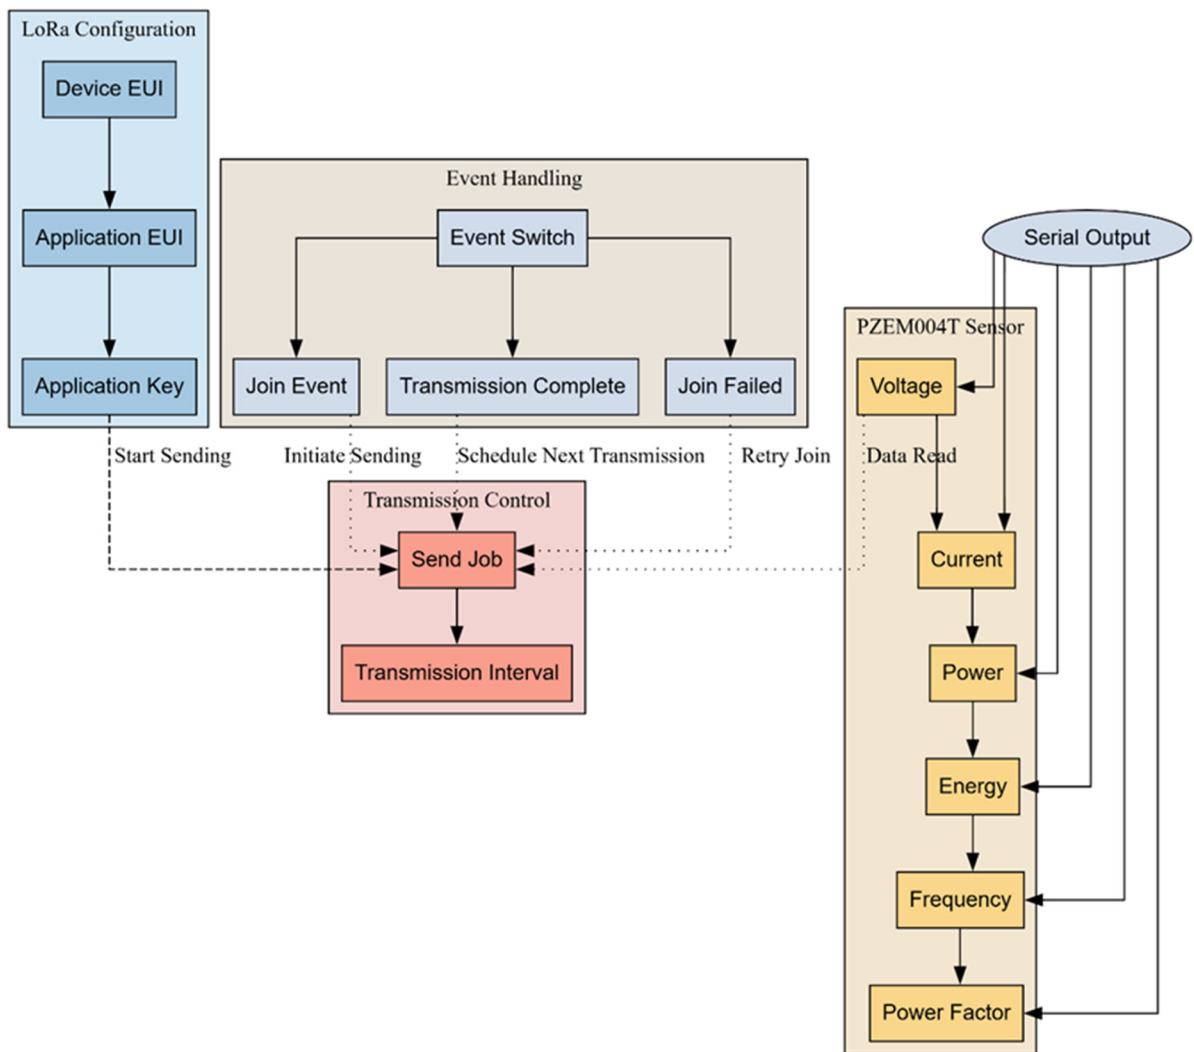 LoRa Configuration
Device EUI
Application EUI
Application Key
Event Handling
Event Switch
Join Event
Transmission Complete
Join Failed
Serial Output
PZEM004T Sensor
Voltage
Start Sending
Initiate Sending
Schedule Next Transmission
Retry Join
Data Read
Transmission Control
Send Job
Transmission Interval
Current
Power
Energy
Frequency
Power Factor